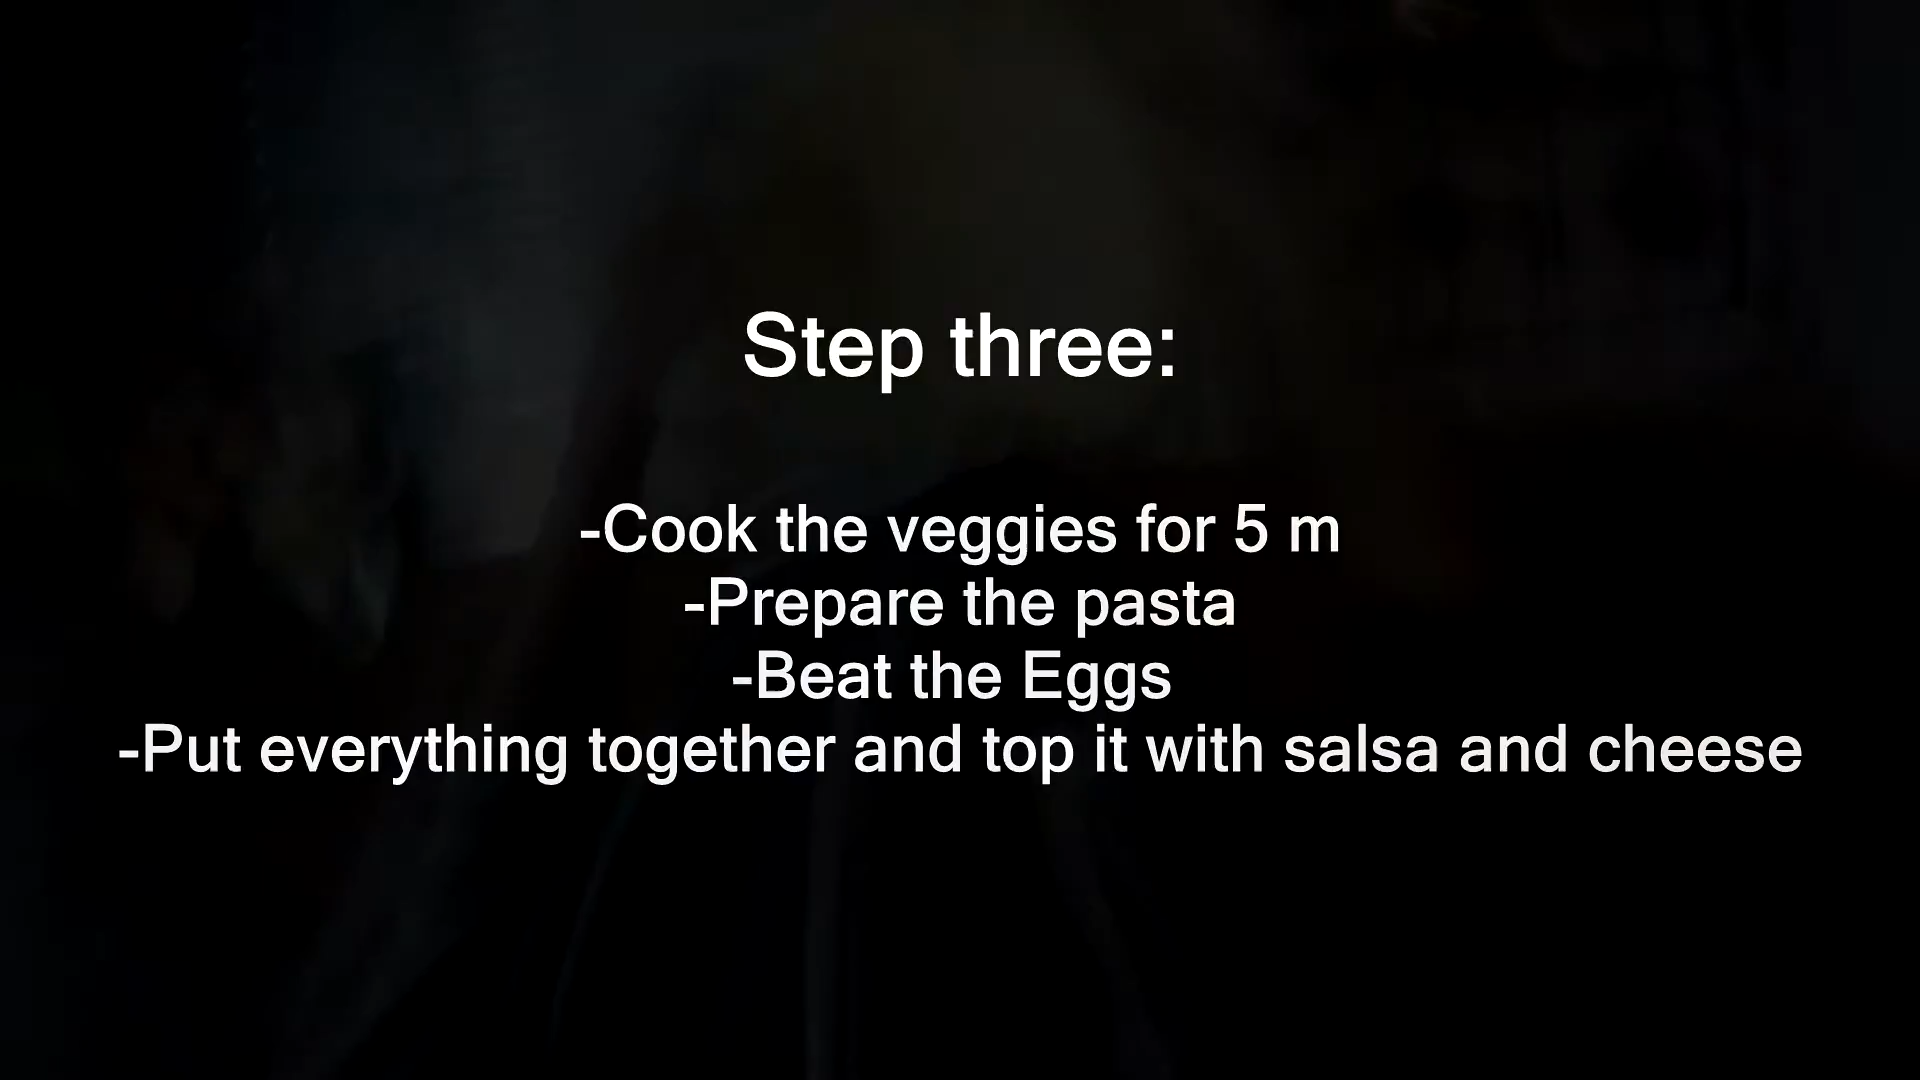 Step three:
-Cook the veggies for 5 m
-Prepare the pasta
-Beat the Eggs
-Put everything together and top it with salsa and cheese